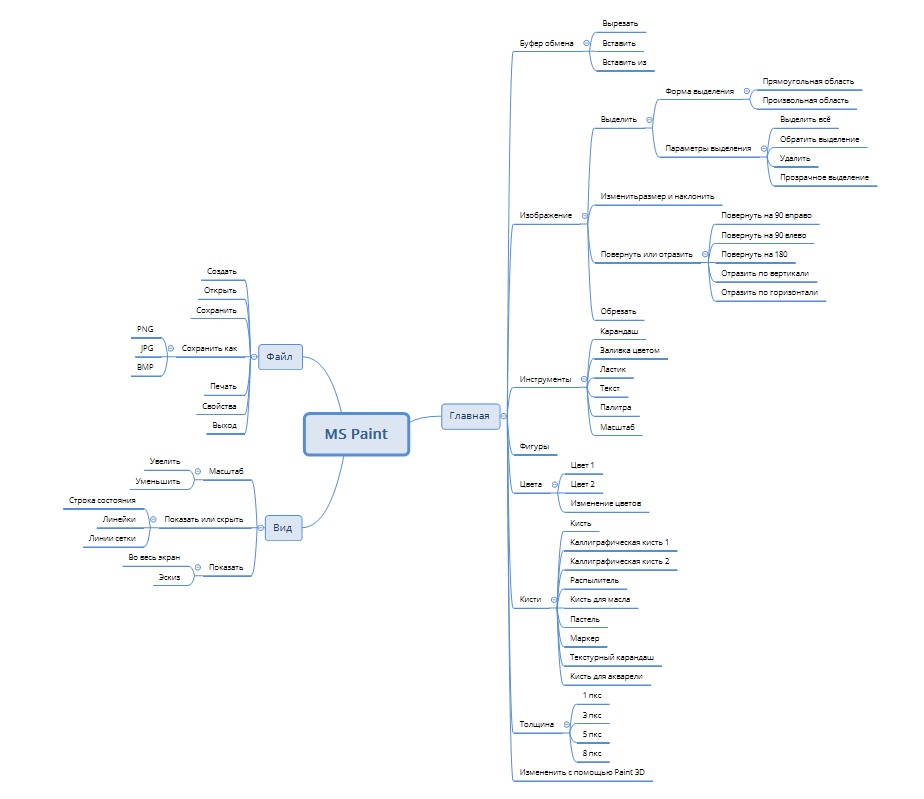 MS Paint
Файл
Создать
Открыть
Сохранить
Сохранить как
PNG
JPG
BMP
Печать
Свойства
Выход
Вид
Масштаб
Увелить
Уменьшить
Показать или скрыть
Строка состояния
Линейки
Линии сетки
Показать
Во весь экран
Эскиз
Главная
Буфер обмена
Вырезать
Вставить
Вставить из
Изображение
Выделить
Форма выделения
Прямоугольная область
Произвольная область
Параметры выделения
Выделить всё
Обратить выделение
Удалить
Прозрачное выделение
Изменитьразмер и наклонить
Повернуть или отразить
Повернуть на 90 вправо
Повернуть на 90 влево
Повернуть на 180
Отразить по вертикали
Отразить по горизонтали
Обрезать
Инструменты
Карандаш
Заливка цветом
Ластик
Текст
Палитра
Масштаб
Фигуры
Цвета
Цвет 1
Цвет 2
Изменение цветов
Кисти
Кисть
Каллиграфическая кисть 1
Каллиграфическая кисть 2
Распылитель
Кисть для масла
Пастель
Маркер
Текстурный карандаш
Кисть для акварели
Толщина
1 пкс
3 пкс
5 пкс
8 пкс
Измененить с помощью Paint 3D